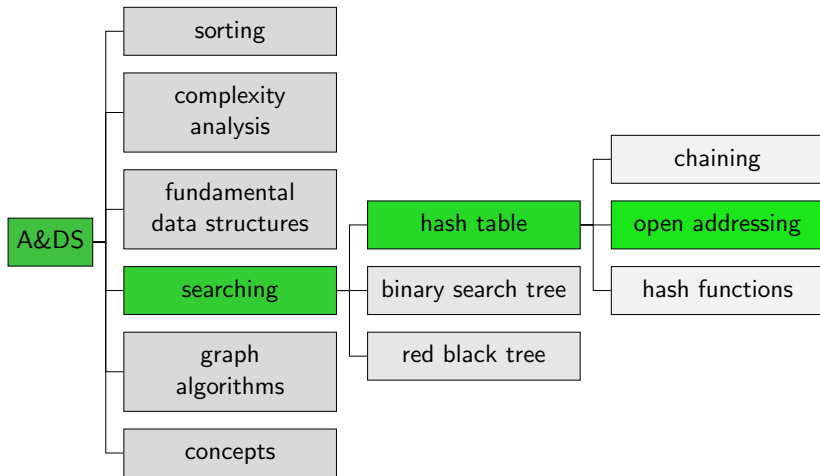 A&DS
sorting
complexity
analysis
fundamental
data structures
searching
graph
algorithms
concepts
hash table
binary search tree
red black tree
chaining
open addressing
hash functions